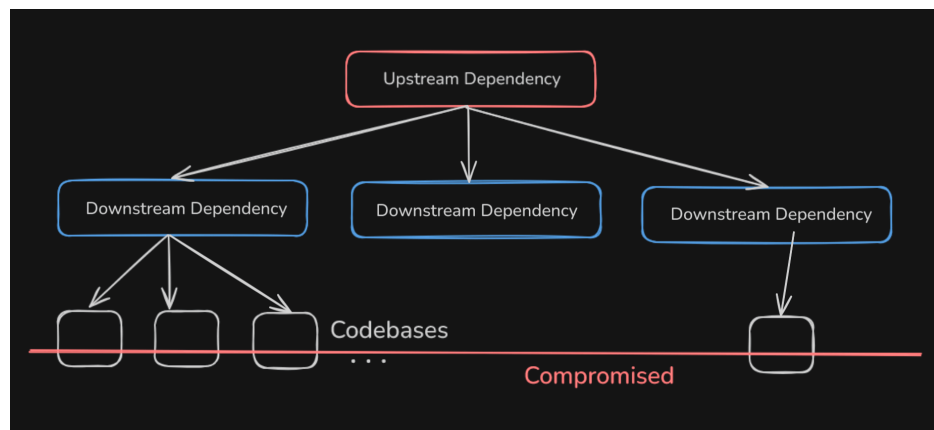 Upstream Dependency
Downstream Dependency
Downstream Dependency
Downstream Dependency
Codebases
...
Compromised